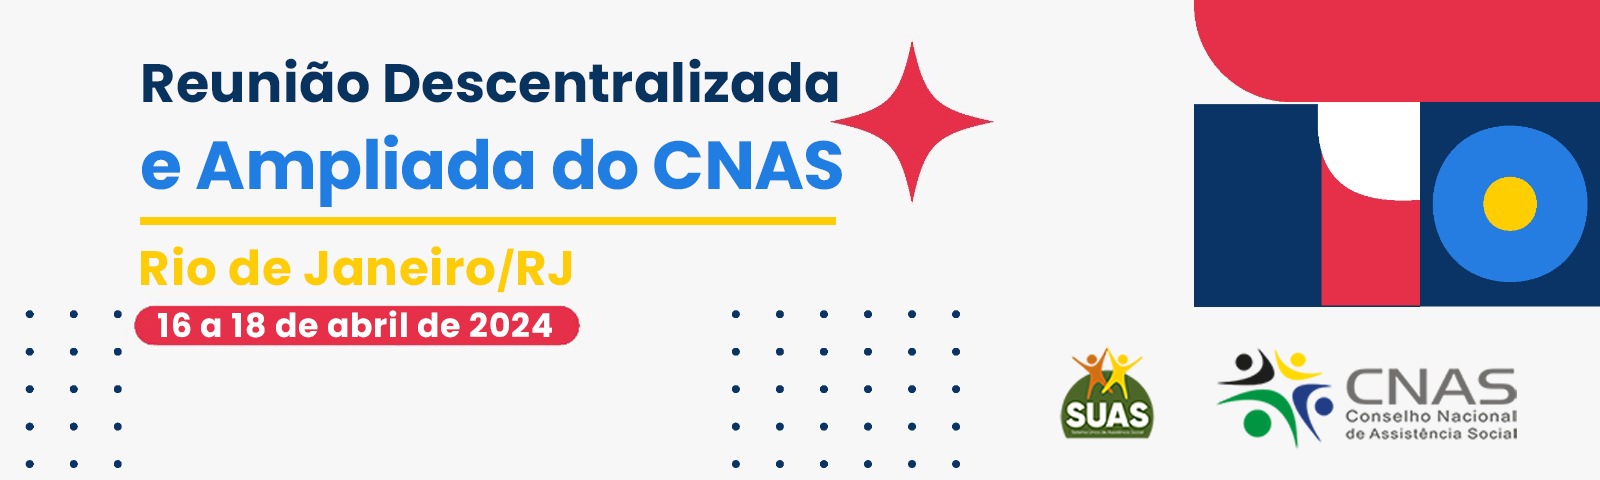 Reunião Descentralizada
e Ampliada do CNAS
Rio de Janeiro/RJ
16 a 18 de abril de 2024
SUAS
CNAS
Conselho Nacional
de Assistência Social